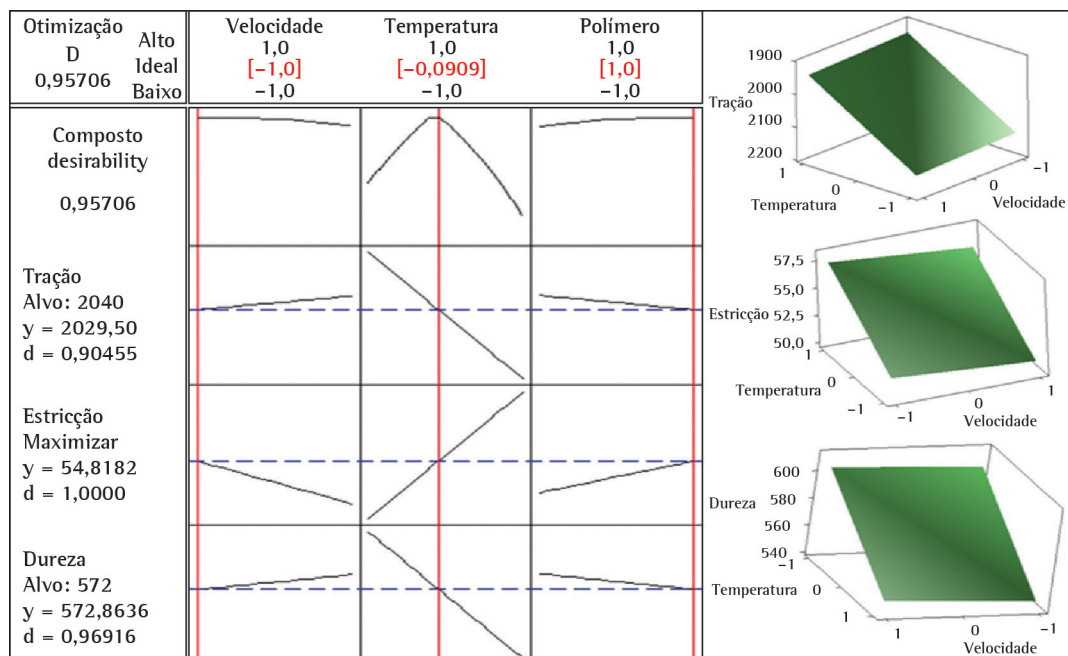 Otimização
D
0,95706
Alto
Ideal
Baixo
Velocidade
1,0
[−1,0]
−1,0
Temperatura
1,0
[−0,0909]
−1,0
Polímero
1,0
[1,0]
−1,0
Composto
desirability
0,95706
Tração
Alvo: 2040
y = 2029,50
d = 0,90455
Estricção
Maximizar
y = 54,8182
d = 1,0000
Dureza
Alvo: 572
y = 572,8636
d = 0,96916
1900
2000
Tração
2100
2200
1
0
−1
Temperatura
1
0
−1
Velocidade
57,5
55,0
Estricção
52,5
50,0
1
0
−1
Temperatura
−1
0
1
Velocidade
600
580
Dureza
560
540
−1
0
1
Temperatura
1
0
−1
Velocidade